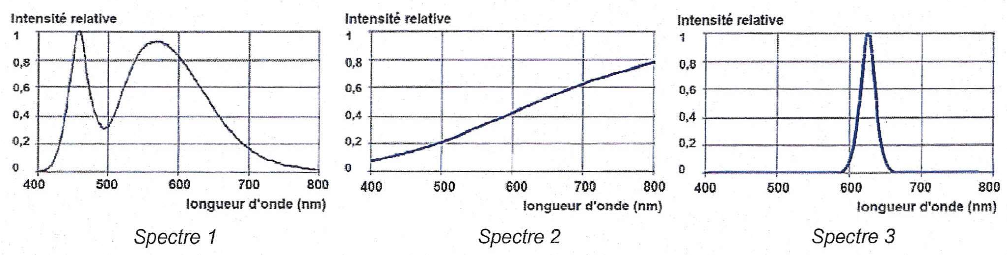 Intensité relative
1
0,8
0,6
0,4
0,2
0
400 500 600 700 800
longueur d'onde (nm)
Spectre 1
Intensité relative
1
0,8
0,6
0,4
0,2
0
400 500 600 700 800
longueur d'onde (nm)
Spectre 2
Intensité relative
1
0,8
0,6
0,4
0,2
0
400 500 600 700 800
longueur d'onde (nm)
Spectre 3